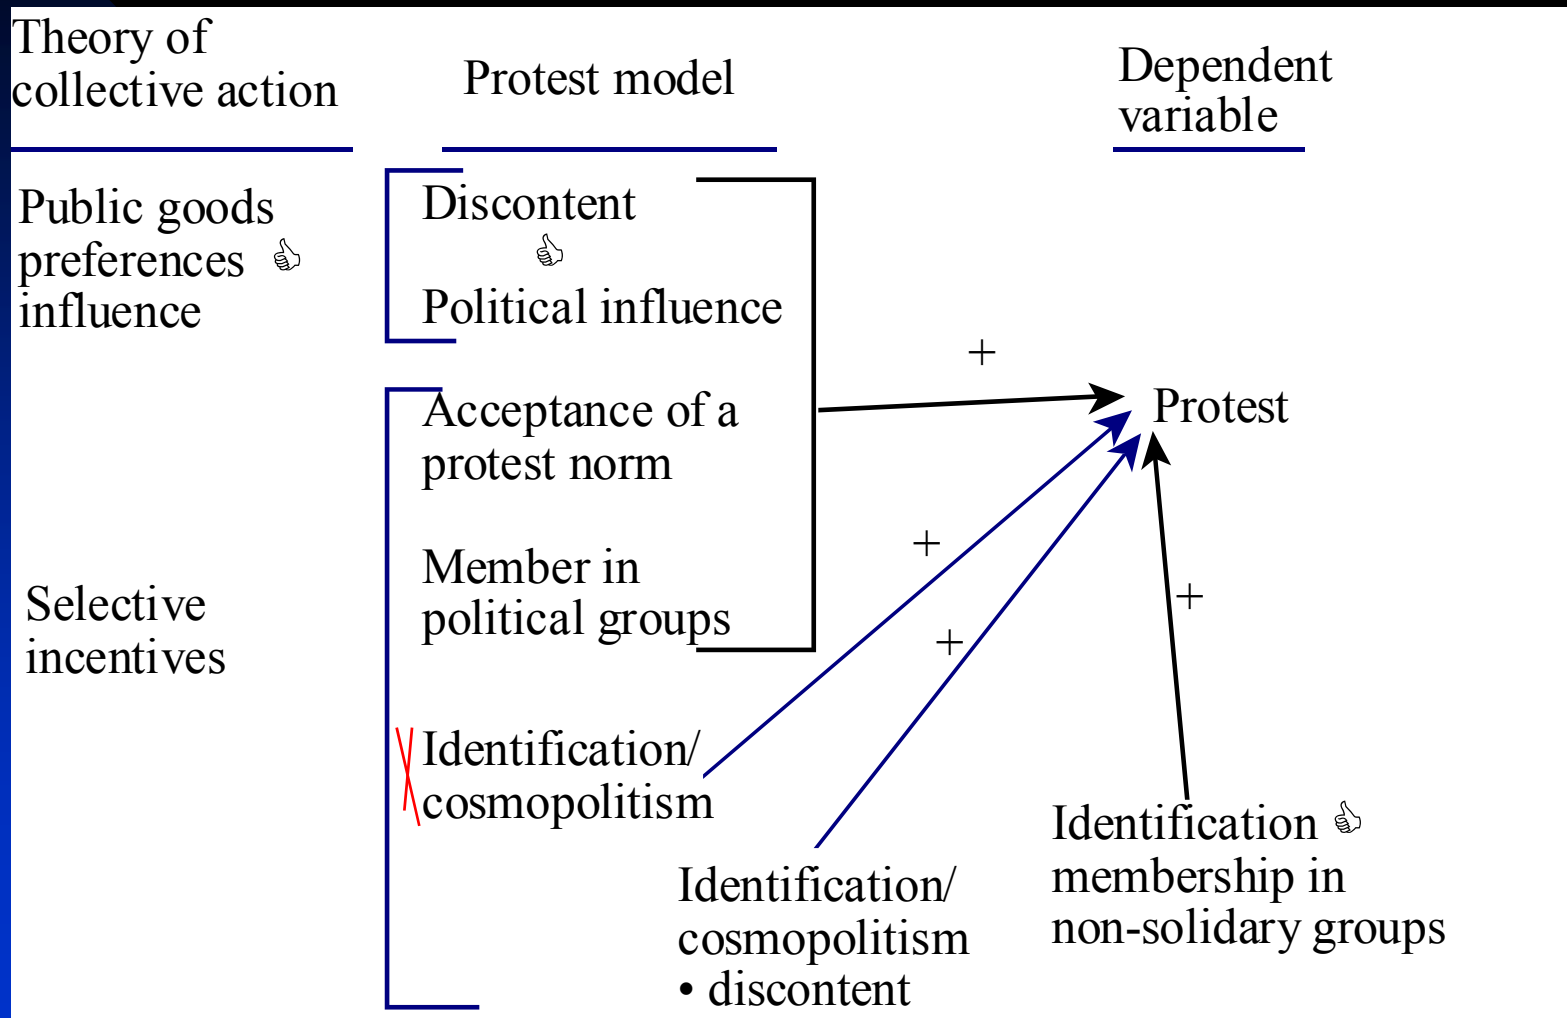 Theory of
collective action
Protest model
Dependent
variable
Public goods
preferences 👍
influence
Discontent
👍
Political influence
Acceptance of a
protest norm
Member in
political groups
Selective
incentives
Identification/
cosmopolitism
Identification/
cosmopolitism
• discontent
Identification 👍
membership in
non-solidary groups
Protest
+
+
+
+